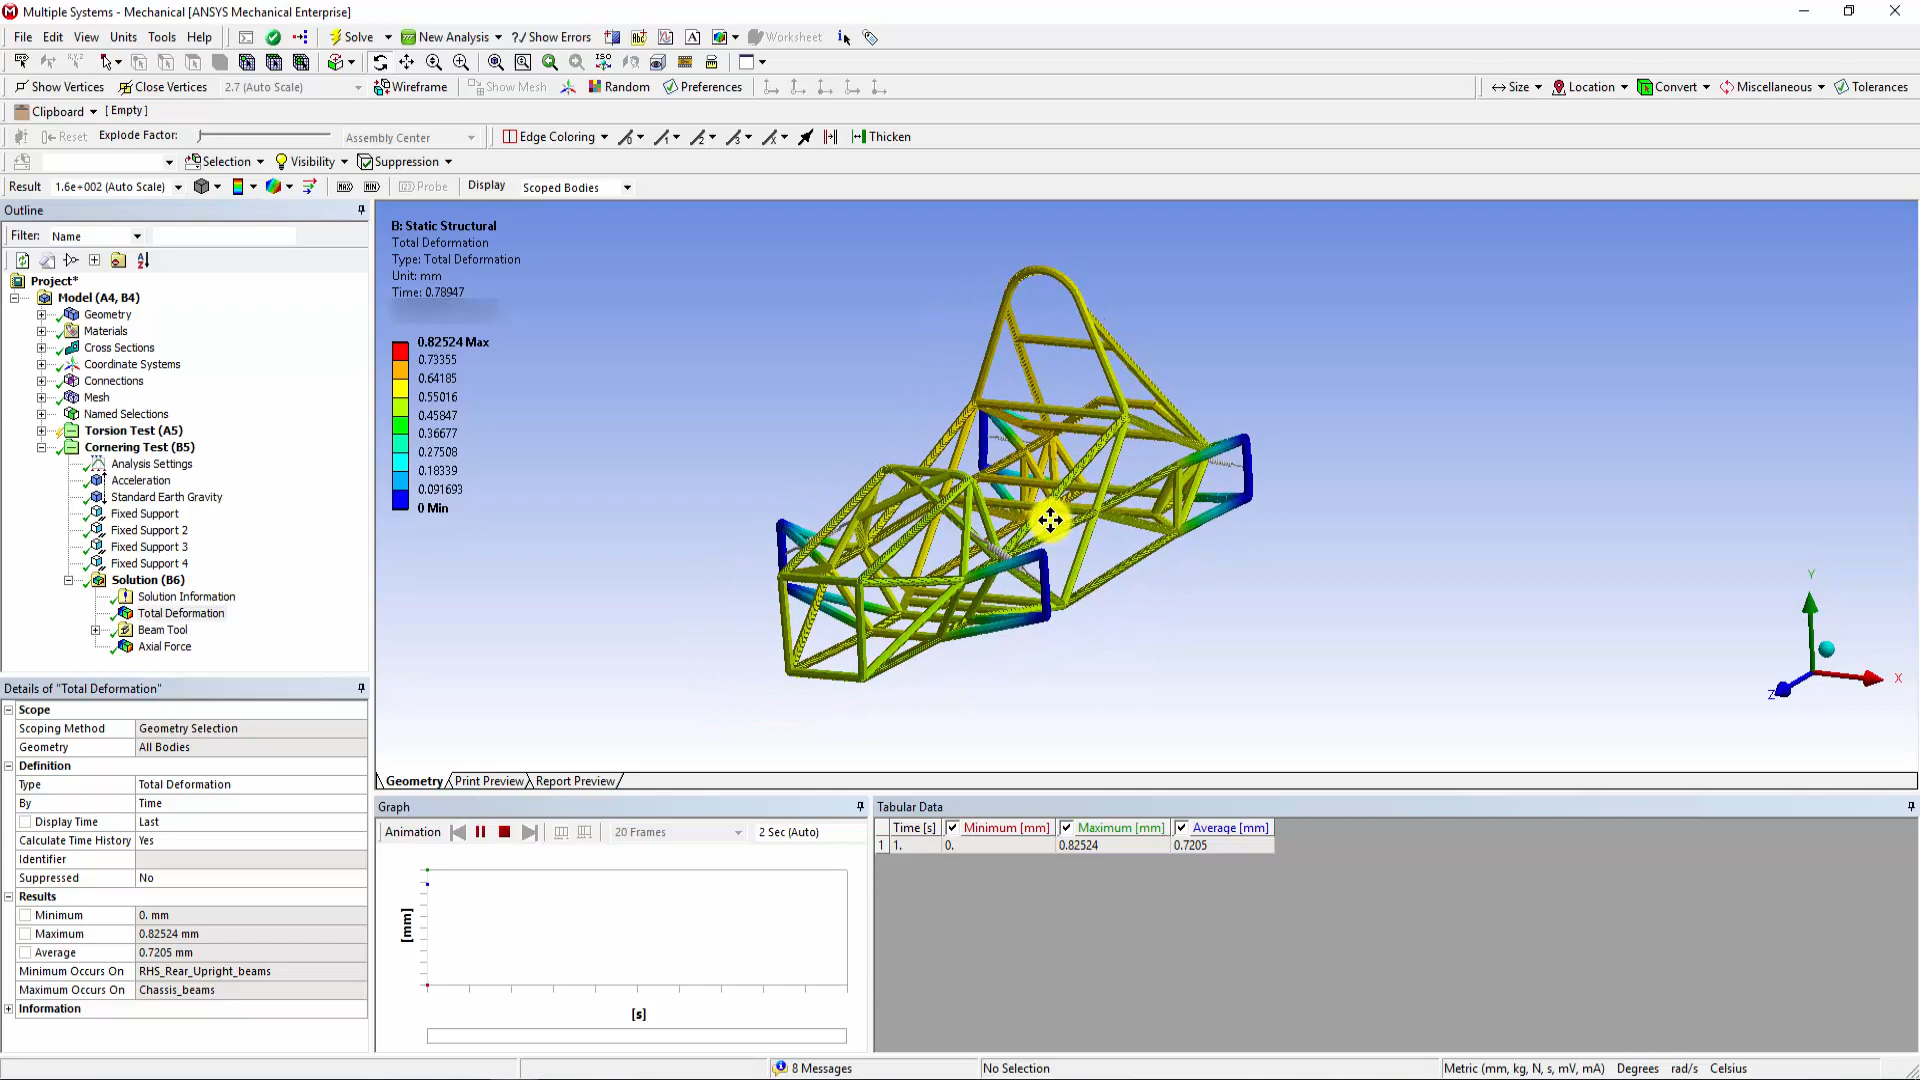 Multiple Systems - Mechanical [ANSYS Mechanical Enterprise]
File Edit View Units Tools Help Solve New Analysis ?/ Show Errors Worksheet
Show Vertices Close Vertices 2.7 (Auto Scale) Wireframe Show Mesh Random Preferences Size Location Convert Miscellaneous Tolerances
Clipboard [ Empty ]
Reset Explode Factor: Assembly Center Edge Coloring Thicken
Selection Visibility Suppression
Result 1.6e+002 (Auto Scale) MAX MIN Probe Display Scoped Bodies
Outline
Filter: Name
Project*
Model (A4, B4)
Geometry
Materials
Cross Sections
Coordinate Systems
Connections
Mesh
Named Selections
Torsion Test (A5)
Cornering Test (B5)
Analysis Settings
Acceleration
Standard Earth Gravity
Fixed Support
Fixed Support 2
Fixed Support 3
Fixed Support 4
Solution (B6)
Solution Information
Total Deformation
Beam Tool
Axial Force
Details of "Total Deformation"
Scope
Scoping Method Geometry Selection
Geometry All Bodies
Definition
Type Total Deformation
By Time
Display Time Last
Calculate Time History Yes
Identifier
Suppressed No
Results
Minimum 0. mm
Maximum 0.82524 mm
Average 0.7205 mm
Minimum Occurs On RHS_Rear_Upright_beams
Maximum Occurs On Chassis_beams
Information
B: Static Structural
Total Deformation
Type: Total Deformation
Unit: mm
Time: 0.78947
0.82524 Max
0.73355
0.64185
0.55016
0.45847
0.36677
0.27508
0.18339
0.091693
0 Min
Y
X
Z
Geometry Print Preview Report Preview
Graph
Animation 20 Frames 2 Sec (Auto)
[mm]
[s]
Tabular Data
Time [s] Minimum [mm] Maximum [mm] Average [mm]
1 1. 0. 0.82524 0.7205
8 Messages No Selection Metric (mm, kg, N, s, mV, mA) Degrees rad/s Celsius